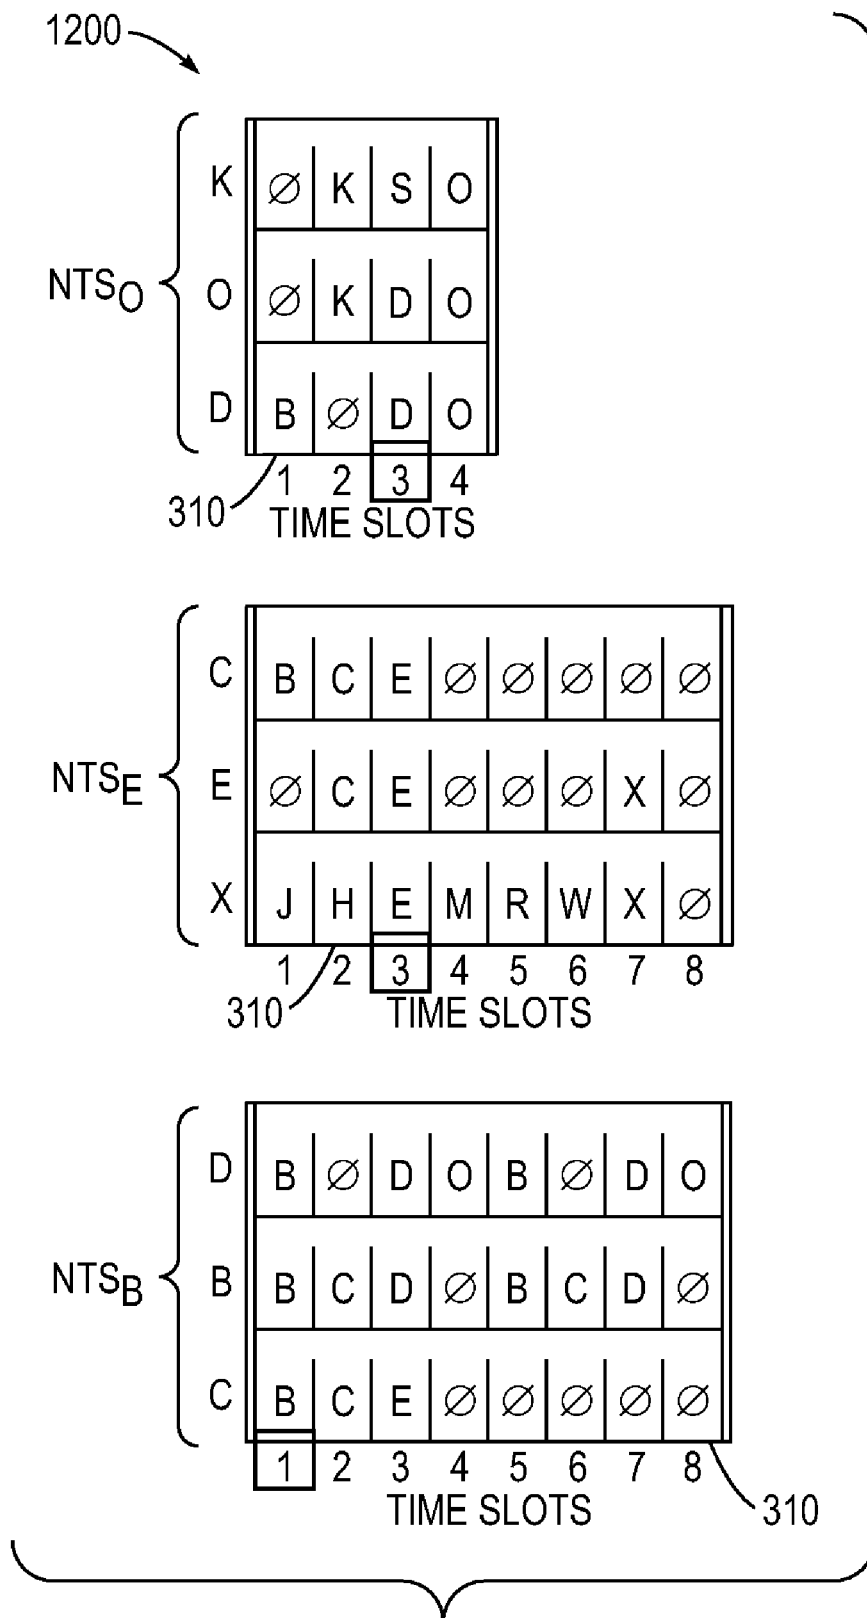 1200
K Ø K S O
NTSO O Ø K D O
D B Ø D O
310 1 2 3 4
TIME SLOTS
C B C E Ø Ø Ø Ø Ø
NTSE E Ø C E Ø Ø Ø X Ø
X J H E M R W X Ø
1 2 3 4 5 6 7 8
310 TIME SLOTS
D B Ø D O B Ø D O
NTSB B B C D Ø B C D Ø
C B C E Ø Ø Ø Ø Ø
1 2 3 4 5 6 7 8
TIME SLOTS 310